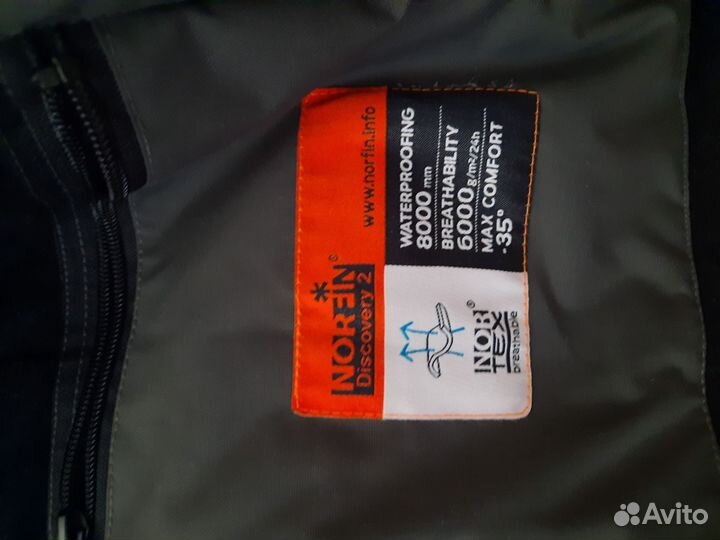 NORFIN®
Discovery 2
www.norfin.info
NORTEX®
breathable
WATERPROOFING
8000 mm
BREATHABILITY
6000 g/m²/24h
MAX COMFORT
-35°
Avito